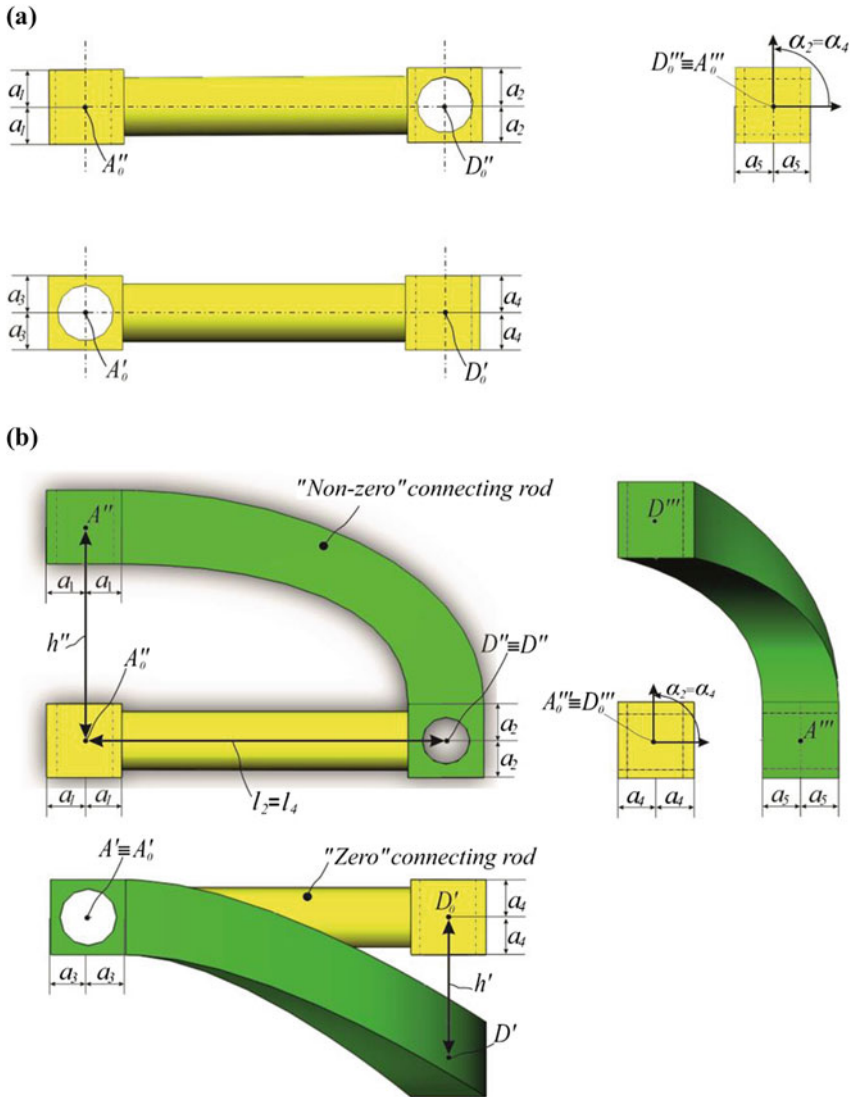 (a)
a₁
a₁
A₀″
D₀″
a₂
a₂
D₀‴≡A₀‴
α₂=α₄
a₅ a₅
a₃
a₃
A₀′
D₀′
a₄
a₄
(b)
"Non-zero" connecting rod
A″
a₁ a₁
h″
A₀″
D″≡D″
a₂
a₂
a₁ a₁
l₂=l₄
D‴
A₀‴≡D₀‴
α₂=α₄
A‴
a₄ a₄
a₅ a₅
A′≡A₀′
"Zero" connecting rod
D₀′
a₄
a₄
a₃ a₃
h′
D′